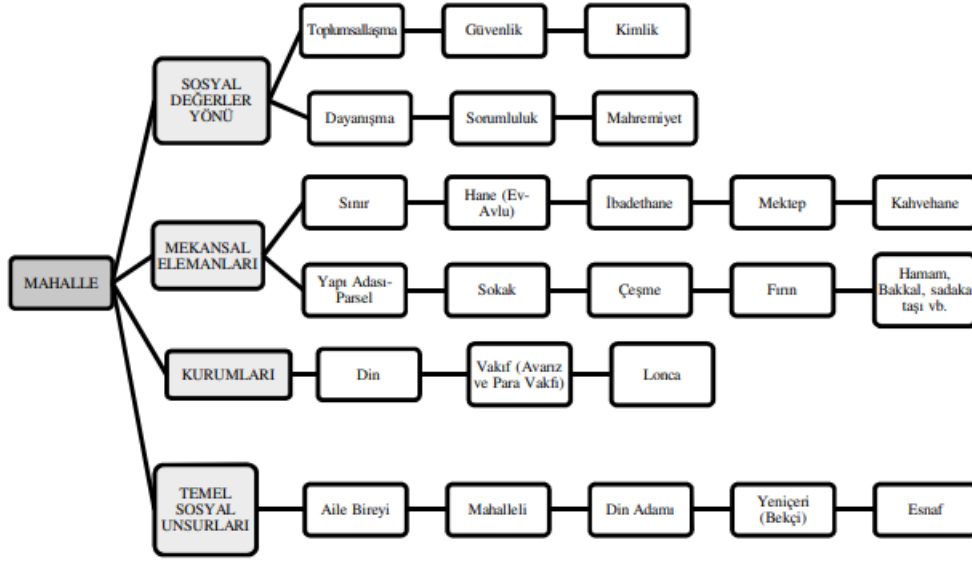 Toplumsallaşma
Güvenlik
Kimlik
SOSYAL
DEĞERLER
YÖNÜ
Dayanışma
Sorumluluk
Mahremiyet
Sınır
Hane (Ev-
Avlu)
İbadethane
Mektep
Kahvehane
MEKANSAL
ELEMANLARI
MAHALLE
Yapı Adası-
Parsel
Sokak
Çeşme
Fırın
Hamam,
Bakkal, sadaka
taşı vb.
KURUMLARI
Din
Vakıf (Avarız
ve Para Vakfı)
Lonca
TEMEL
SOSYAL
UNSURLARI
Aile Bireyi
Mahalleli
Din Adamı
Yeniçeri
(Bekçi)
Esnaf